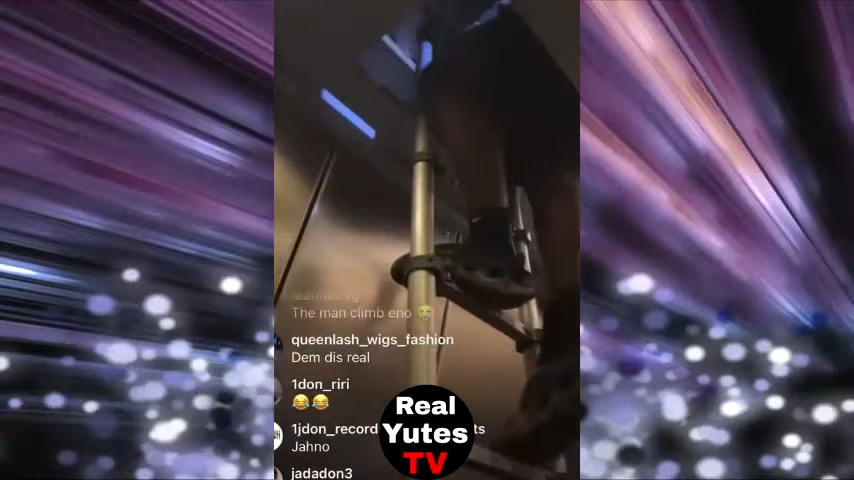 The man climb eno 😭
queenlash_wigs_fashion
Dem dis real
1don_riri
😂😂
1jdon_record
ts
Jahno
jadadon3
Real
Yutes
TV